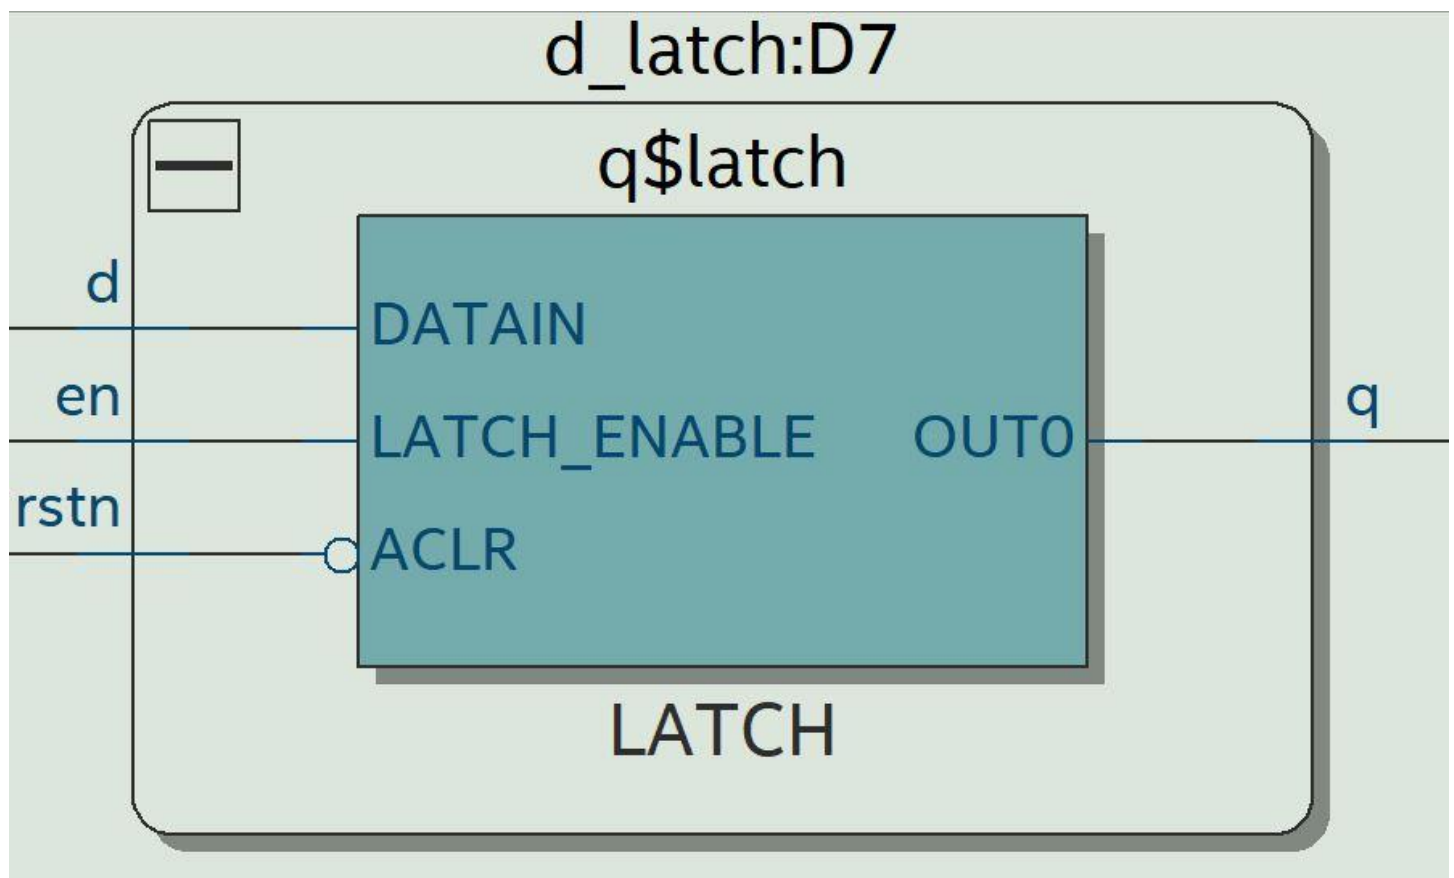 d_latch:D7
q$latch
d
DATAIN
en
LATCH_ENABLE
OUT0
q
rstn
ACLR
LATCH